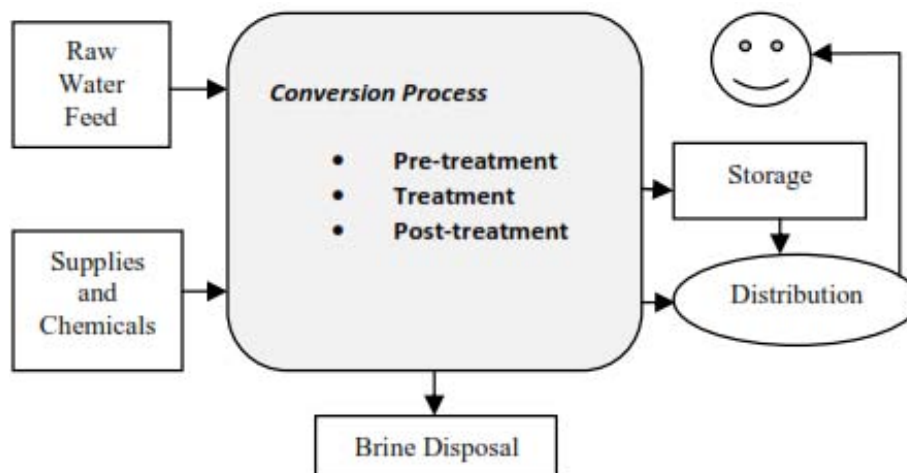 Raw
Water
Feed
Supplies
and
Chemicals
Conversion Process
• Pre-treatment
• Treatment
• Post-treatment
Storage
Distribution
Brine Disposal